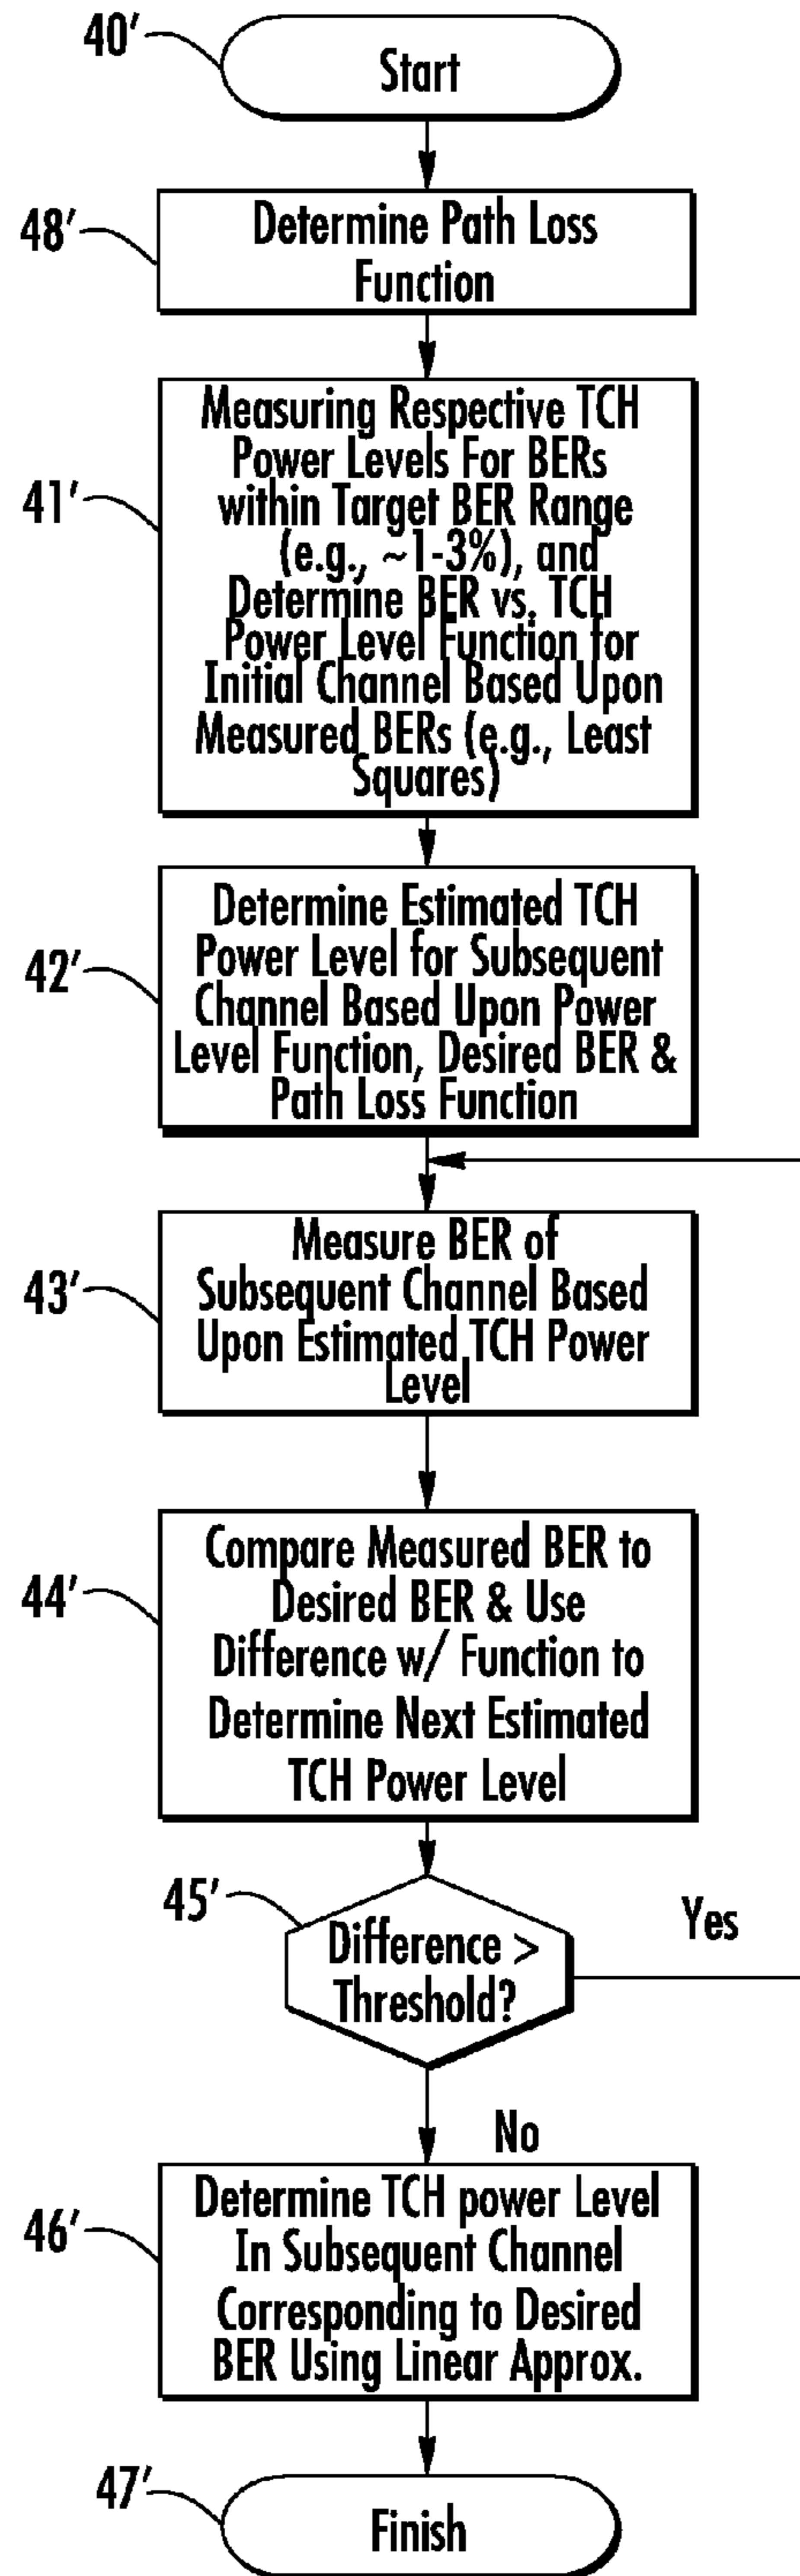 40'
Start
48'
Determine Path Loss
Function
41'
Measuring Respective TCH
Power Levels For BERs
within Target BER Range
(e.g., ~1-3%), and
Determine BER vs. TCH
Power Level Function for
Initial Channel Based Upon
Measured BERs (e.g., Least
Squares)
42'
Determine Estimated TCH
Power Level for Subsequent
Channel Based Upon Power
Level Function, Desired BER &
Path Loss Function
43'
Measure BER of
Subsequent Channel Based
Upon Estimated TCH Power
Level
44'
Compare Measured BER to
Desired BER & Use
Difference w/ Function to
Determine Next Estimated
TCH Power Level
45'
Difference >
Threshold?
Yes
No
46'
Determine TCH power Level
In Subsequent Channel
Corresponding to Desired
BER Using Linear Approx.
47'
Finish